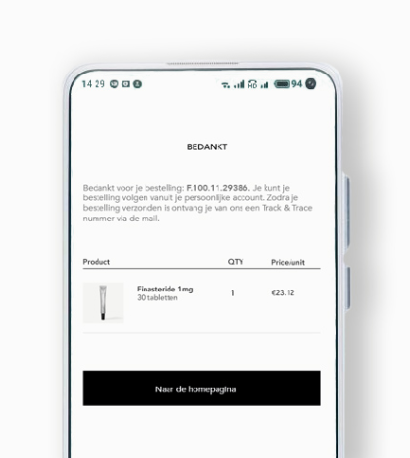 14 29 94
BEDANKT
Bedankt voor je bestelling: F.100.11.29386. Je kunt je
bestelling volgen vanuit je persoonlijke account. Zodra je
bestelling verzonden is ontvang je van ons een Track & Trace
nummer via de mail.
Product QTY Price/unit
Finasteride 1mg 1 €23.12
30 tabletten
Naar de homepagina